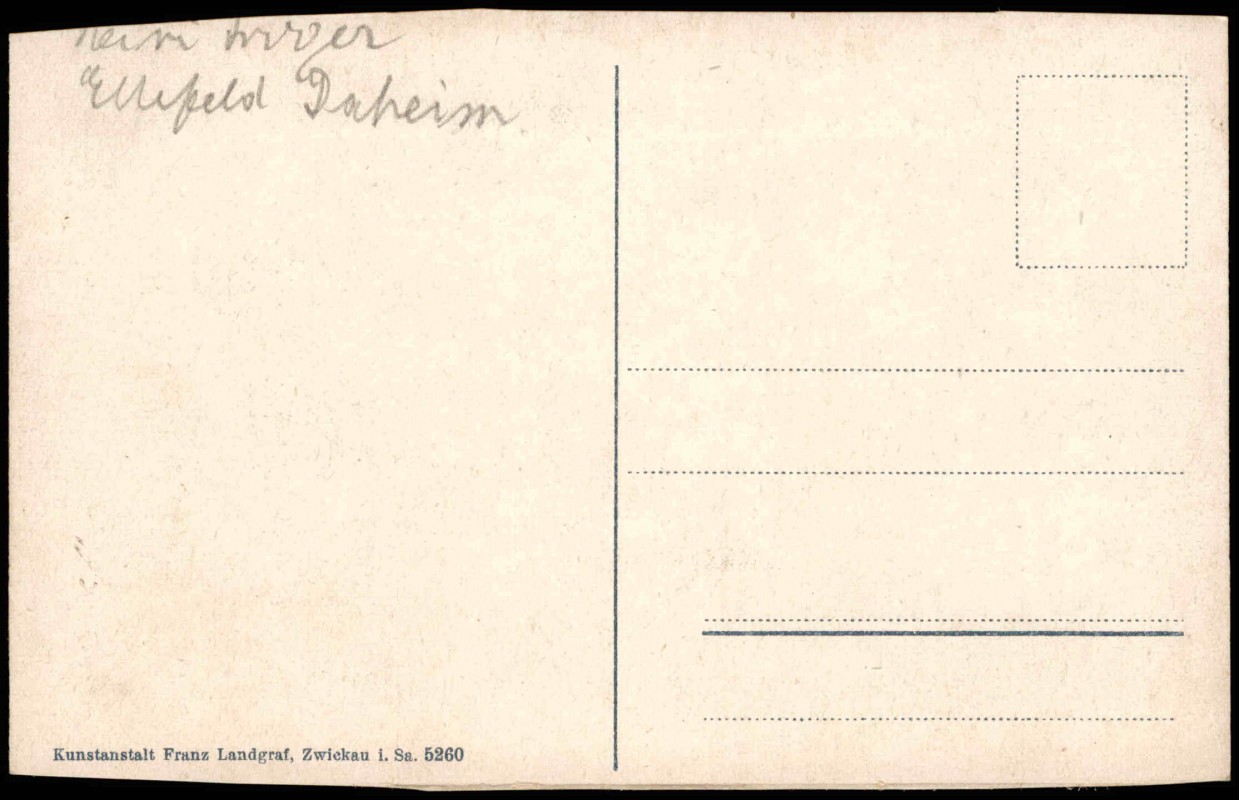 Ellefeld Daheim
Kunstanstalt Franz Landgraf, Zwickau i. Sa. 5260